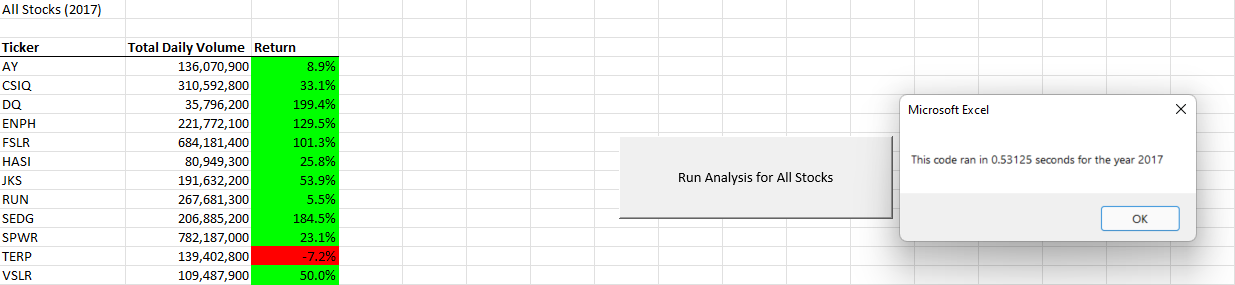 All Stocks (2017)
Ticker Total Daily Volume Return
AY 136,070,900 8.9%
CSIQ 310,592,800 33.1%
DQ 35,796,200 199.4%
ENPH 221,772,100 129.5%
FSLR 684,181,400 101.3%
HASI 80,949,300 25.8%
JKS 191,632,200 53.9%
RUN 267,681,300 5.5%
SEDG 206,885,200 184.5%
SPWR 782,187,000 23.1%
TERP 139,402,800 -7.2%
VSLR 109,487,900 50.0%
Run Analysis for All Stocks
Microsoft Excel
This code ran in 0.53125 seconds for the year 2017
OK